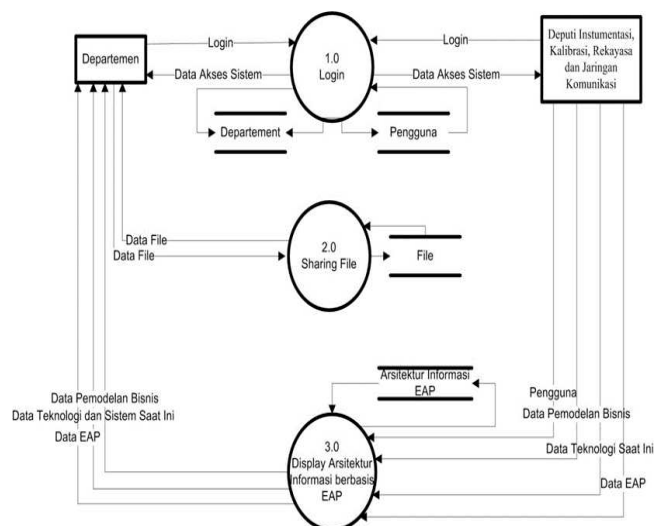 Departemen
Login
1.0
Login
Login
Deputi Instumentasi,
Kalibrasi, Rekayasa
dan Jaringan
Komunikasi
Data Akses Sistem
Data Akses Sistem
Departement
Pengguna
Data File
Data File
2.0
Sharing File
File
Arsitektur Informasi
EAP
Data Pemodelan Bisnis
Data Teknologi dan Sistem Saat Ini
Data EAP
3.0
Display Arsitektur
Informasi berbasis
EAP
Pengguna
Data Pemodelan Bisnis
Data Teknologi Saat Ini
Data EAP